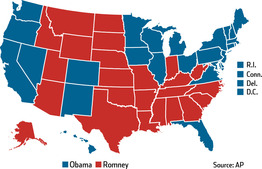 R.I.
Conn.
Del.
D.C.
Obama Romney
Source: AP